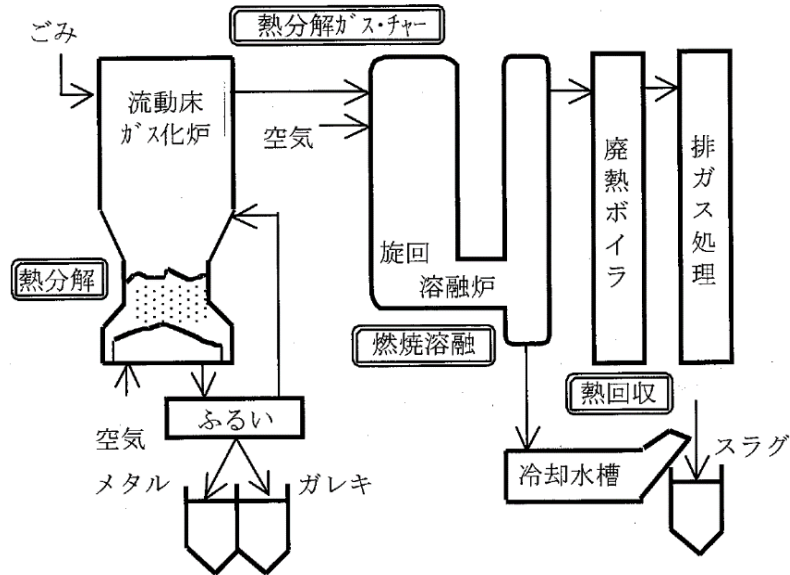 ごみ
熱分解ｶﾞｽ・ﾁｬｰ
流動床
ｶﾞｽ化炉
空気
廃熱ボイラ
排ガス処理
旋回
溶融炉
熱分解
燃焼溶融
熱回収
ふるい
空気
メタル
ガレキ
冷却水槽
スラグ